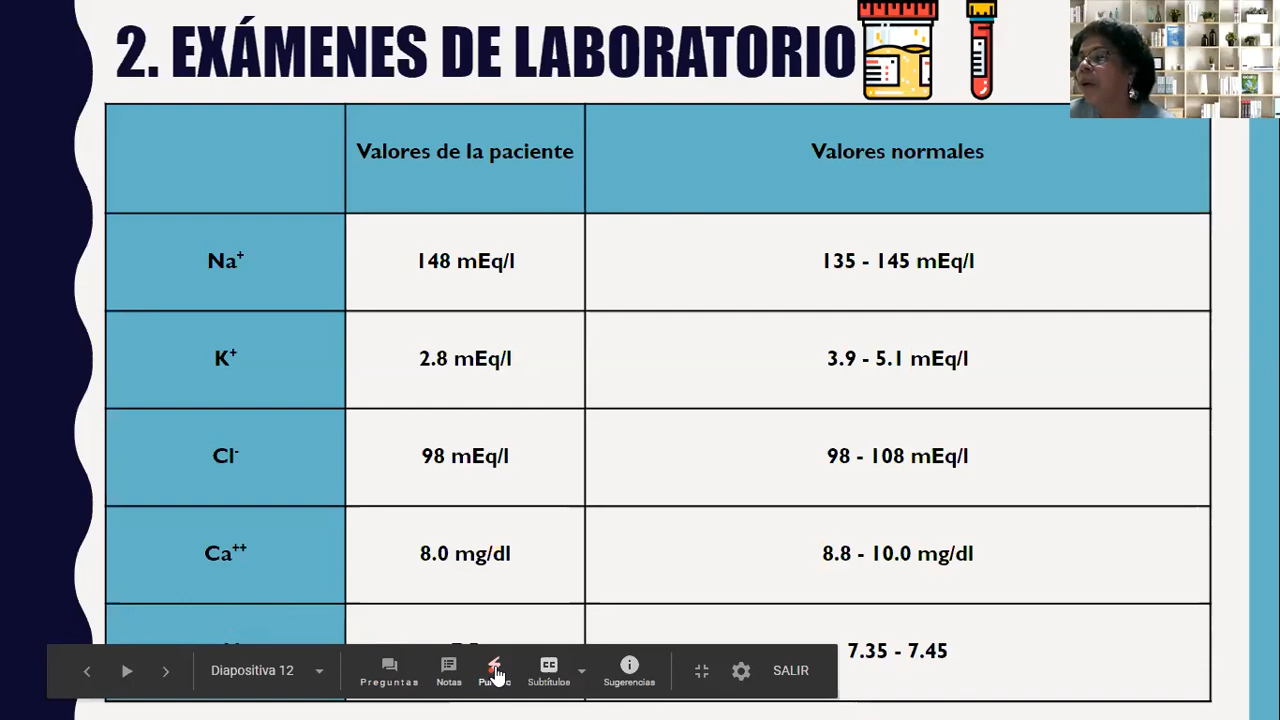 2. EXÁMENES DE LABORATORIO
Valores de la paciente
Valores normales
Na+
148 mEq/l
135 - 145 mEq/l
K+
2.8 mEq/l
3.9 - 5.1 mEq/l
Cl-
98 mEq/l
98 - 108 mEq/l
Ca++
8.0 mg/dl
8.8 - 10.0 mg/dl
7.35 - 7.45
Diapositiva 12
Preguntas
Notas
CC
Subtítulos
Sugerencias
SALIR